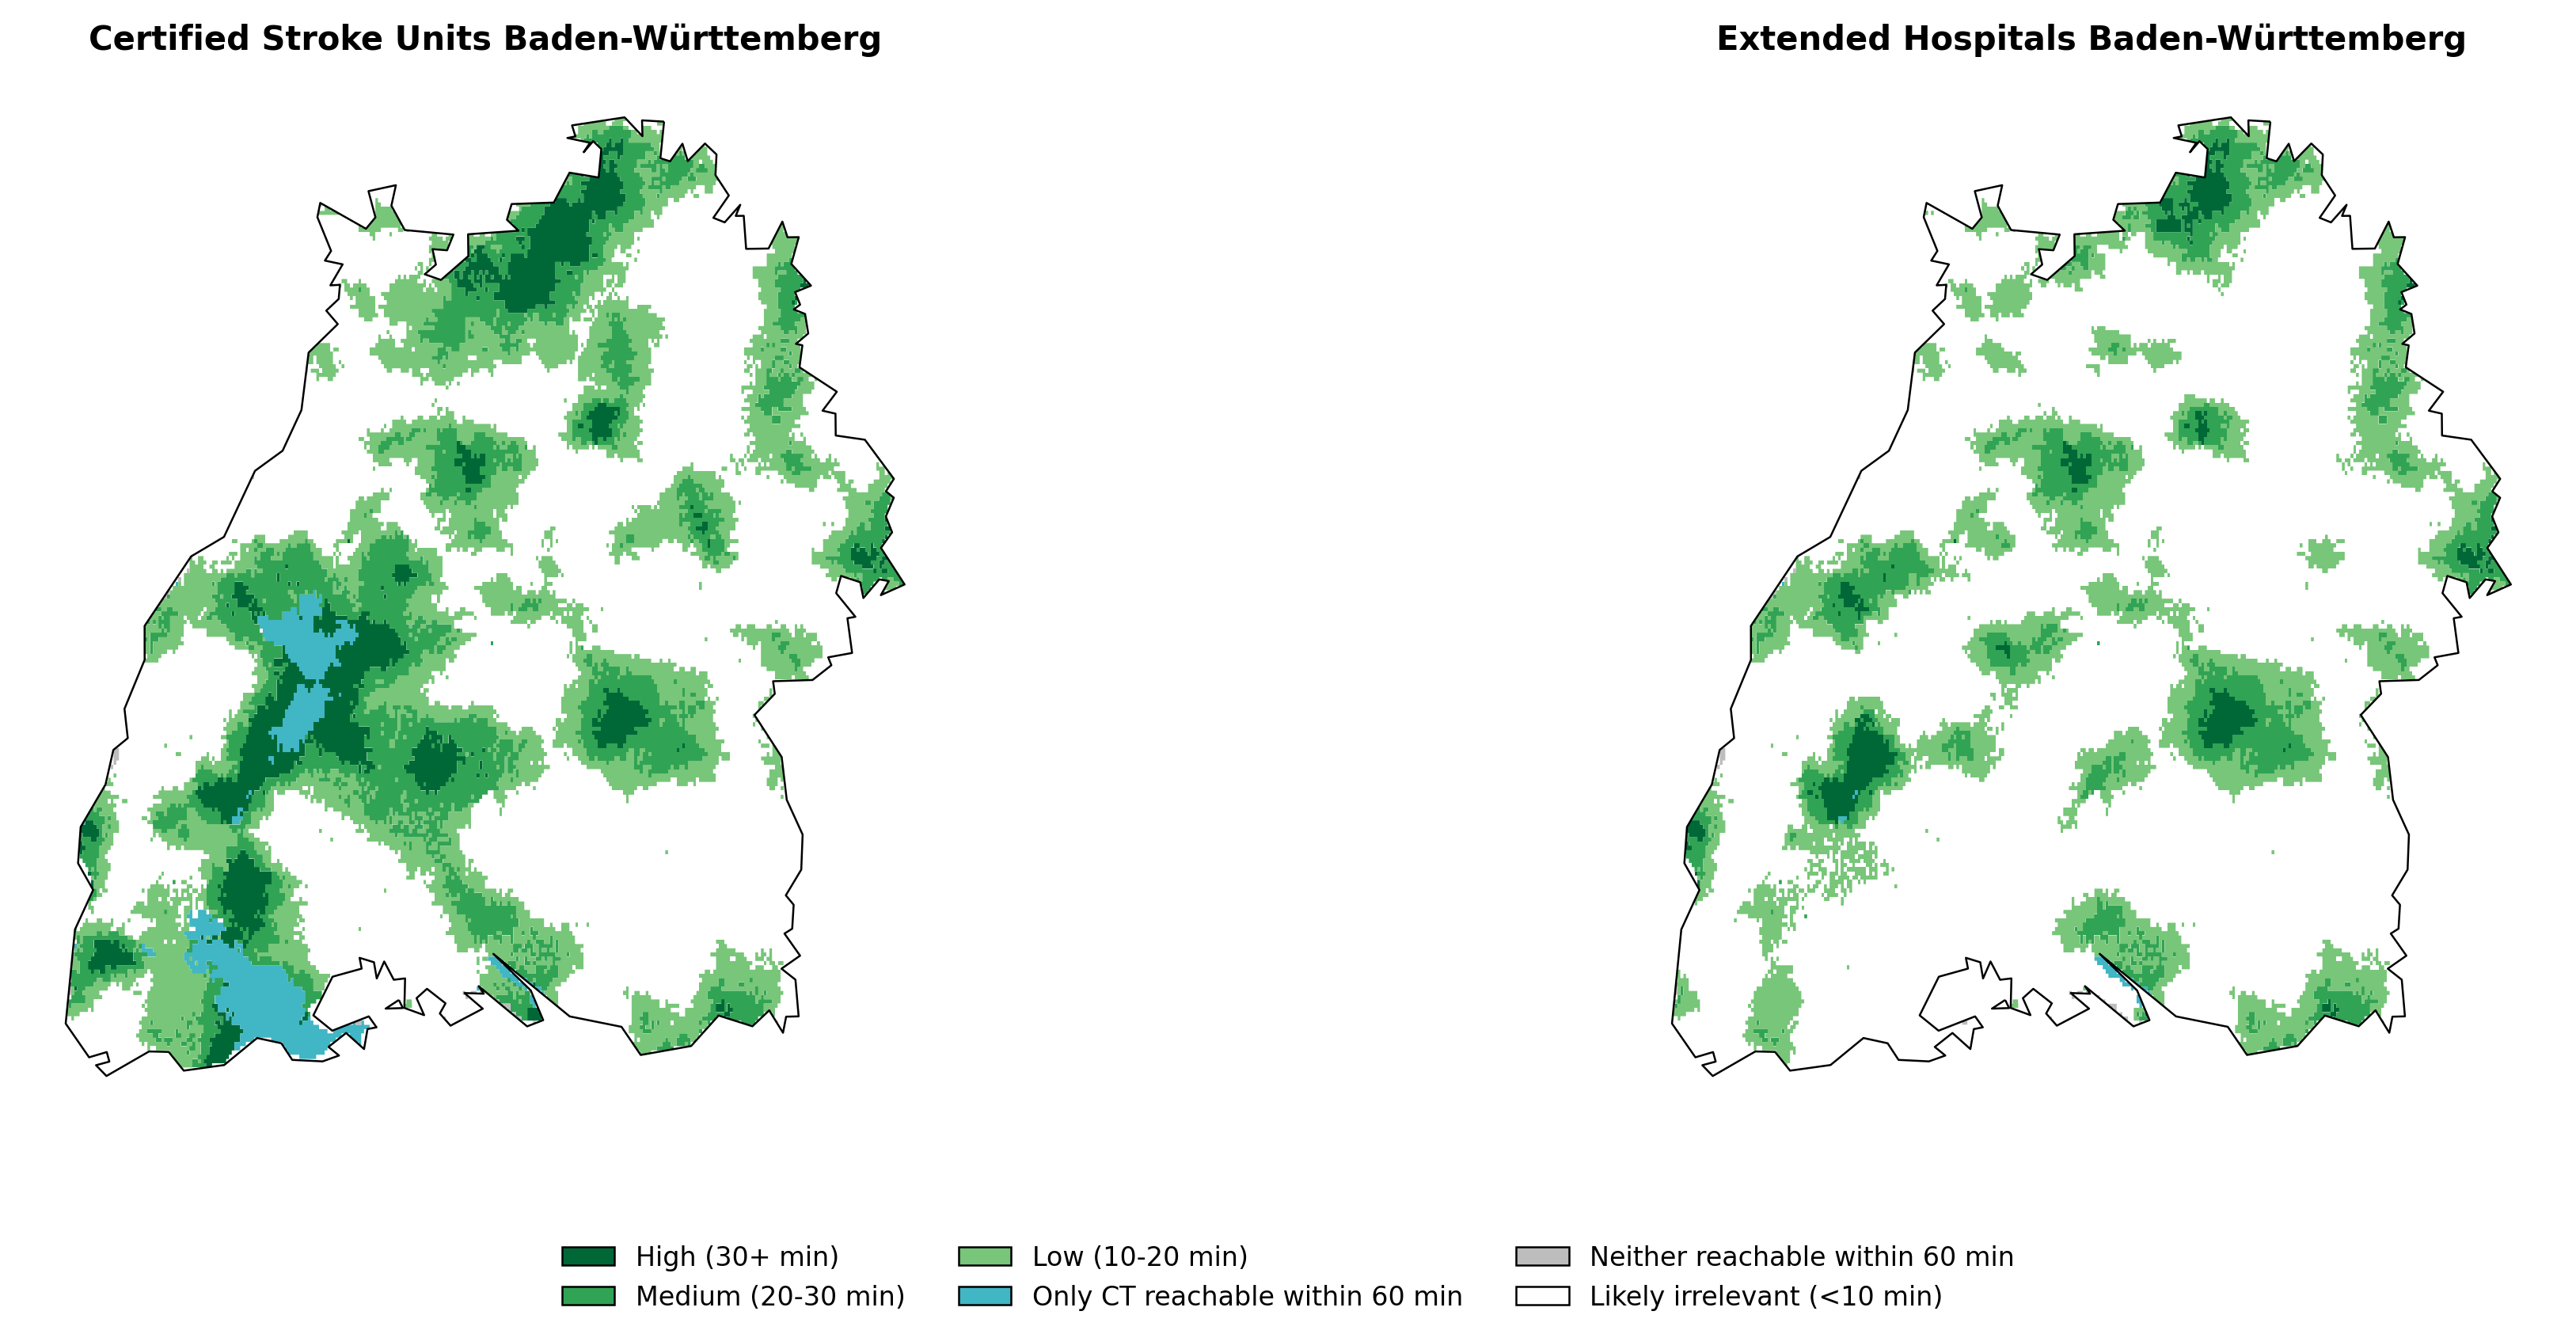 Certified Stroke Units Baden-Württemberg
Extended Hospitals Baden-Württemberg
High (30+ min)
Medium (20-30 min)
Low (10-20 min)
Only CT reachable within 60 min
Neither reachable within 60 min
Likely irrelevant (<10 min)